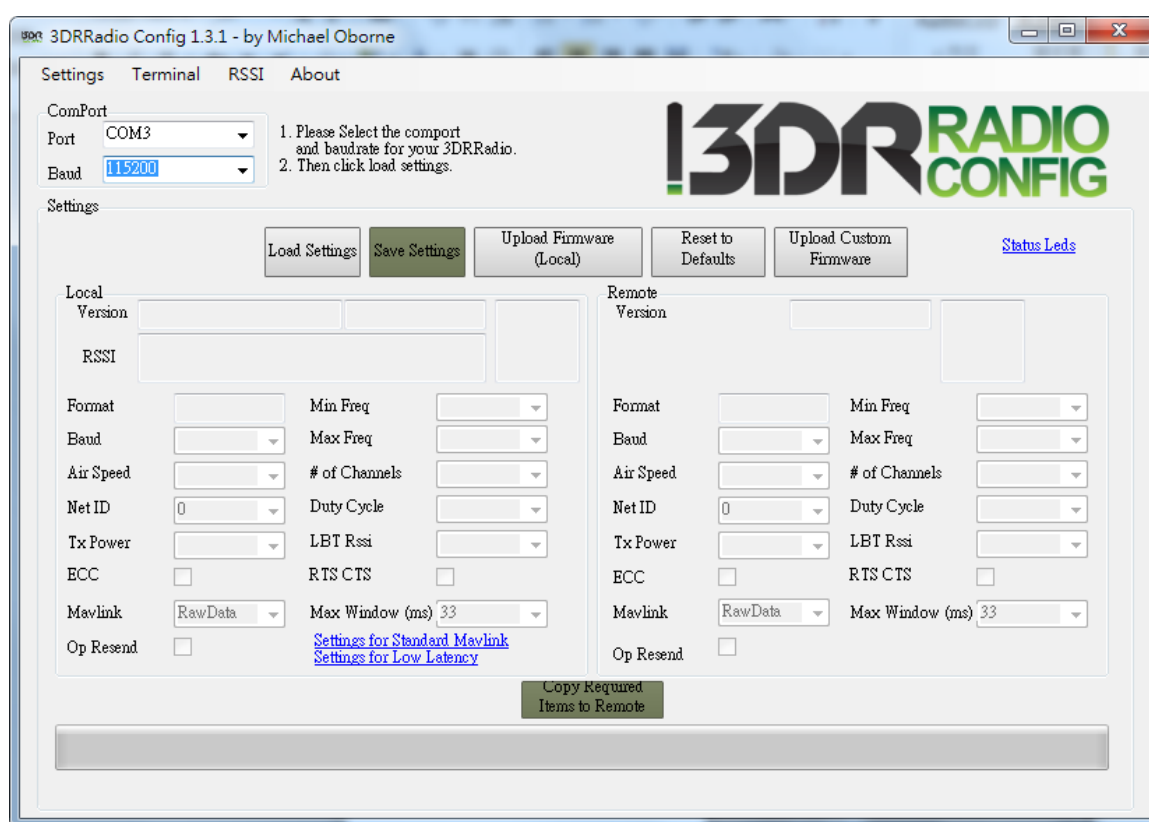 3DRRadio Config 1.3.1 - by Michael Oborne
Settings Terminal RSSI About
ComPort
Port COM3
Baud 115200
1. Please Select the comport
and baudrate for your 3DRRadio.
2. Then click load settings.
3DR RADIO CONFIG
Settings
Load Settings
Save Settings
Upload Firmware
(Local)
Reset to
Defaults
Upload Custom
Firmware
Status Leds
Local
Version
RSSI
Format Min Freq
Baud Max Freq
Air Speed # of Channels
Net ID 0 Duty Cycle
Tx Power LBT Rssi
ECC RTS CTS
Mavlink RawData Max Window (ms) 33
Op Resend
Settings for Standard Mavlink
Settings for Low Latency
Remote
Version
Format Min Freq
Baud Max Freq
Air Speed # of Channels
Net ID 0 Duty Cycle
Tx Power LBT Rssi
ECC RTS CTS
Mavlink RawData Max Window (ms) 33
Op Resend
Copy Required
Items to Remote